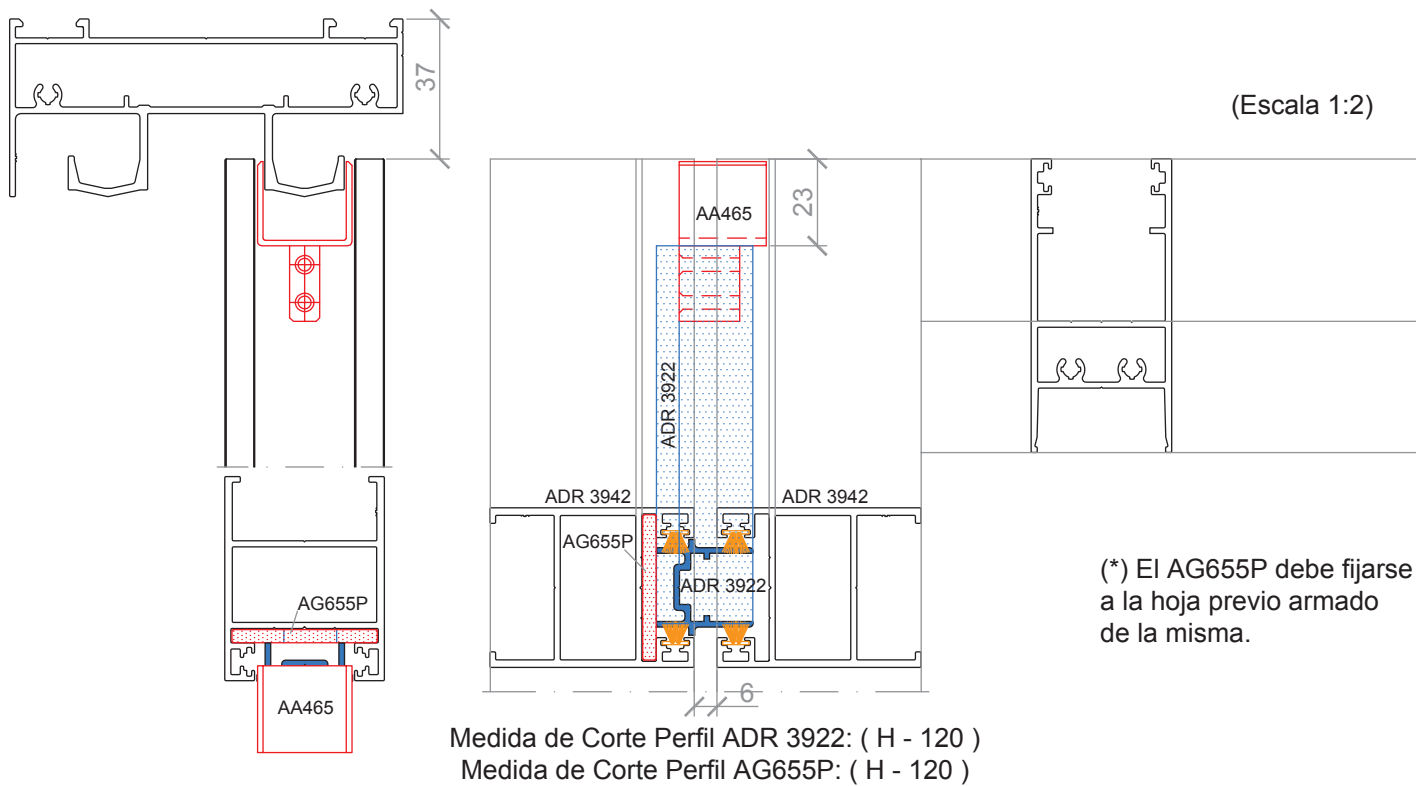 37
(Escala 1:2)
AA465
23
ADR 3922
ADR 3942
ADR 3942
AG655P
ADR 3922
AG655P
AA465
(*) El AG655P debe fijarse
a la hoja previo armado
de la misma.
6
Medida de Corte Perfil ADR 3922: ( H - 120 )
Medida de Corte Perfil AG655P: ( H - 120 )